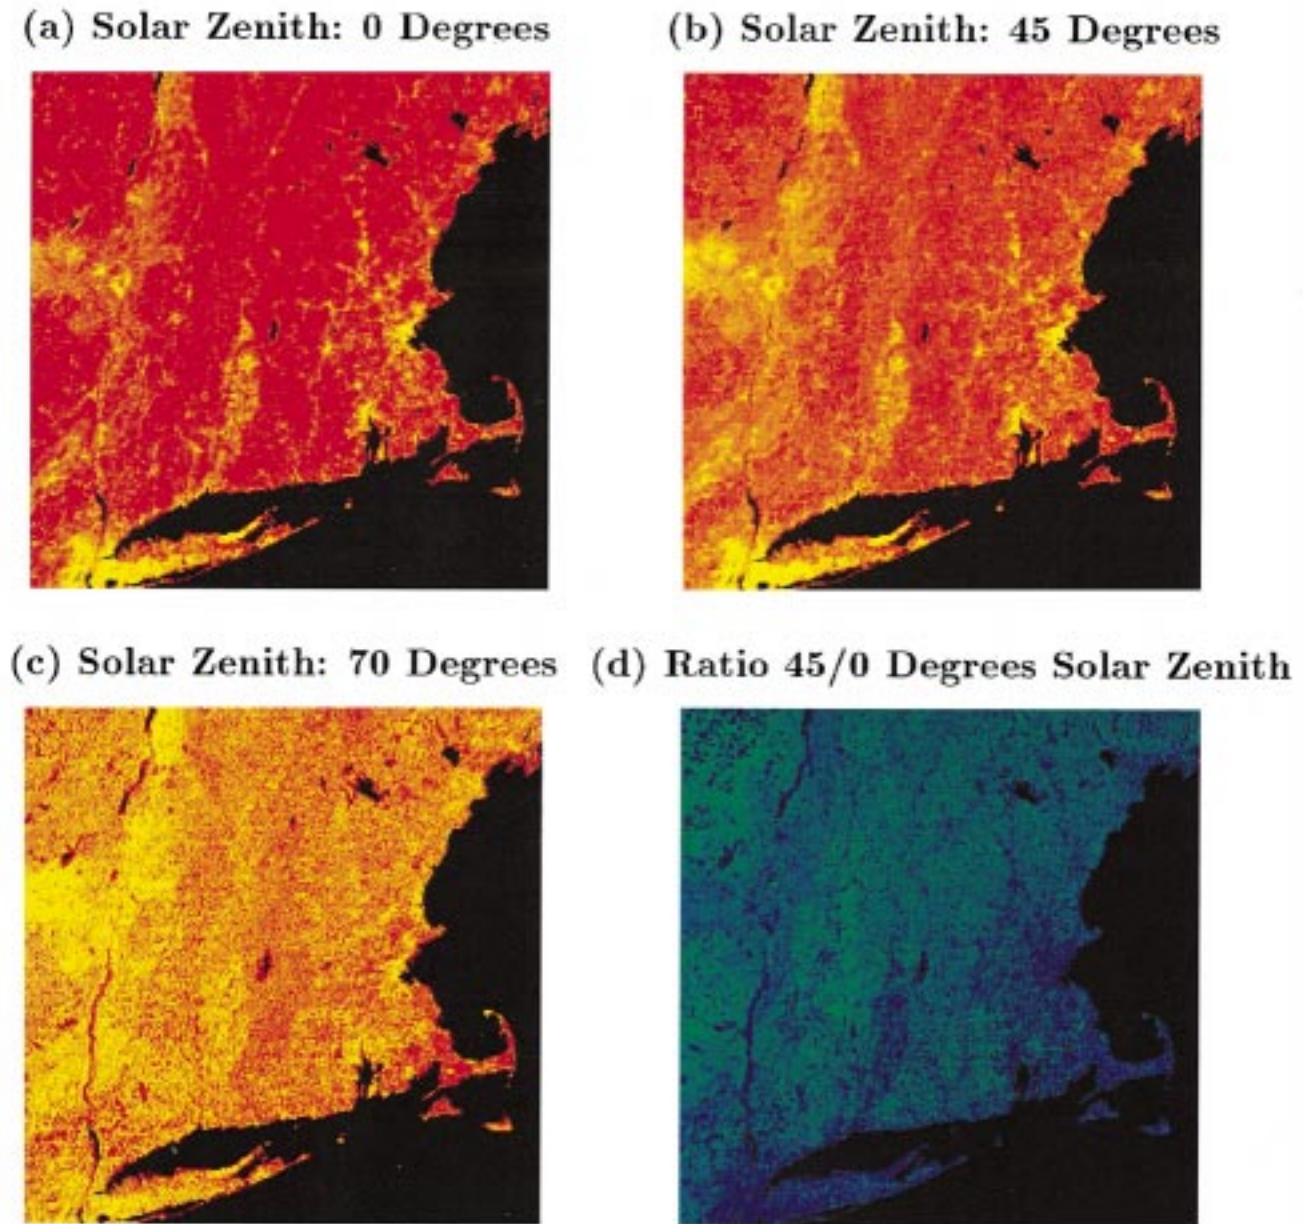 (a) Solar Zenith: 0 Degrees
(b) Solar Zenith: 45 Degrees
(c) Solar Zenith: 70 Degrees
(d) Ratio 45/0 Degrees Solar Zenith